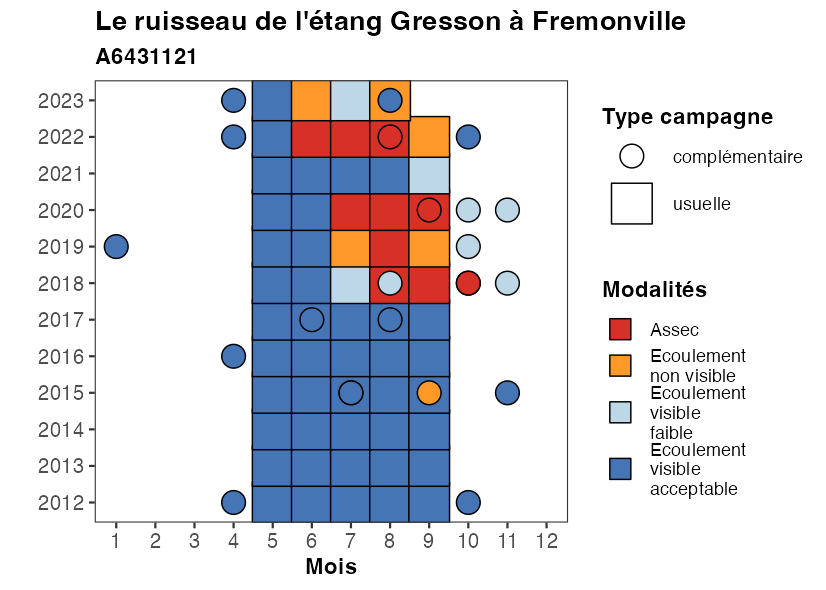 Le ruisseau de l'étang Gresson à Fremonville
A6431121
2023
2022
2021
2020
2019
2018
2017
2016
2015
2014
2013
2012
1 2 3 4 5 6 7 8 9 10 11 12
Mois
Type campagne
complémentaire
usuelle
Modalités
Assec
Ecoulement
non visible
Ecoulement
visible
faible
Ecoulement
visible
acceptable